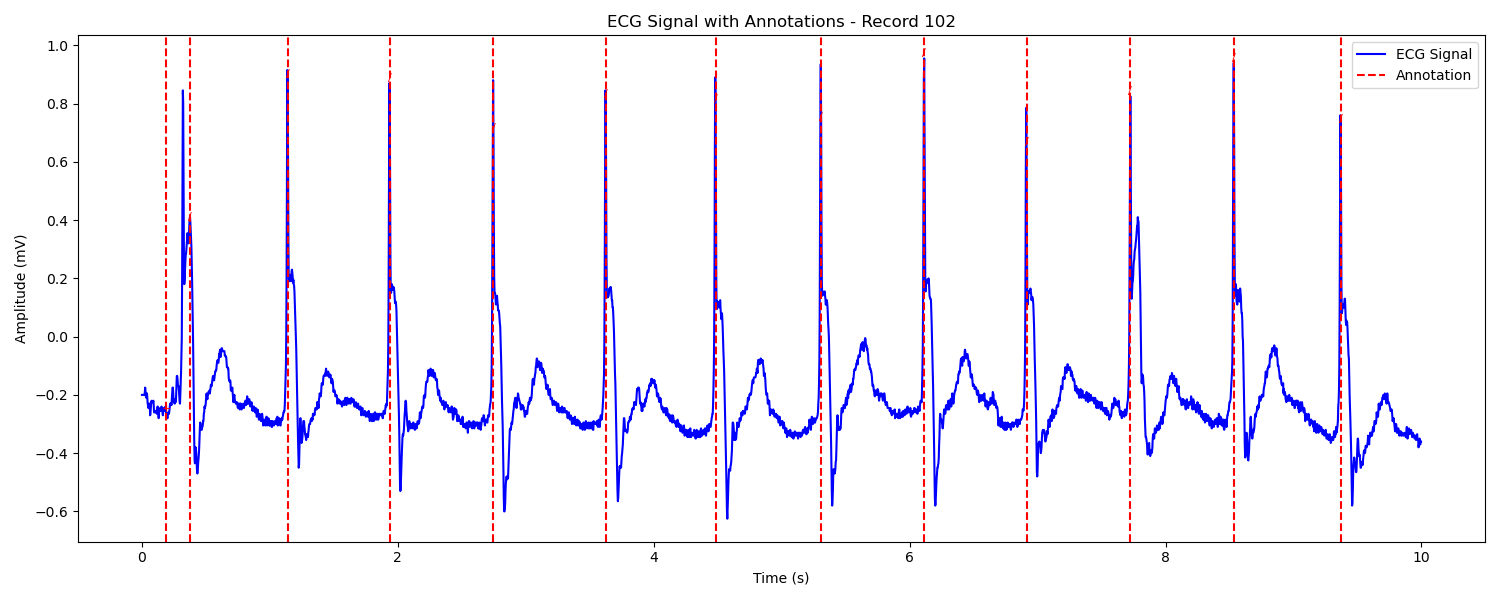 ECG Signal with Annotations - Record 102
ECG Signal
Annotation
Amplitude (mV)
1.0
0.8
0.6
0.4
0.2
0.0
−0.2
−0.4
−0.6
0 2 4 6 8 10
Time (s)